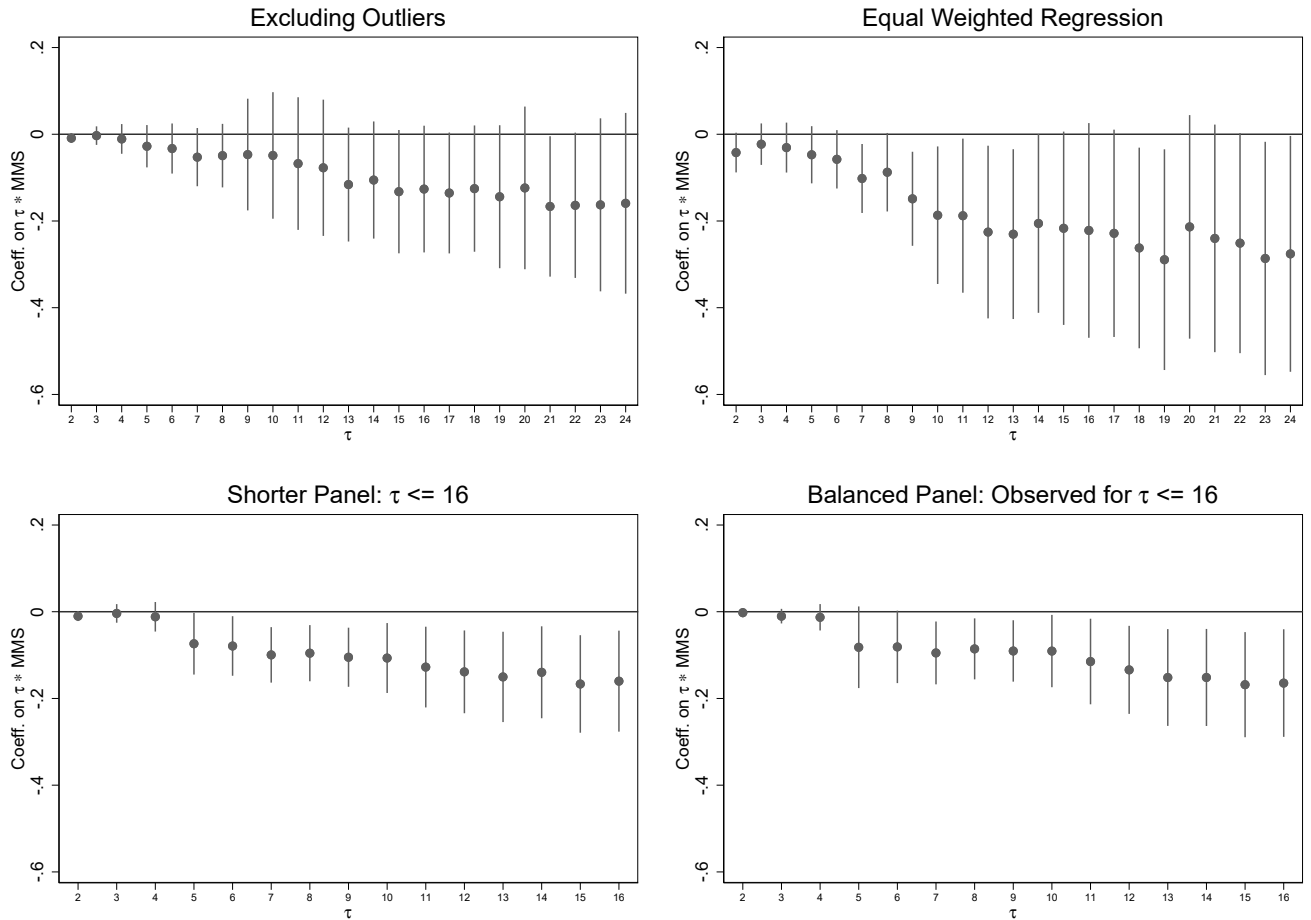 Excluding Outliers
Coeff. on τ * MMS
.2
0
-.2
-.4
-.6
2 3 4 5 6 7 8 9 10 11 12 13 14 15 16 17 18 19 20 21 22 23 24
τ
Equal Weighted Regression
Coeff. on τ * MMS
.2
0
-.2
-.4
-.6
2 3 4 5 6 7 8 9 10 11 12 13 14 15 16 17 18 19 20 21 22 23 24
τ
Shorter Panel: τ <= 16
Coeff. on τ * MMS
.2
0
-.2
-.4
-.6
2 3 4 5 6 7 8 9 10 11 12 13 14 15 16
τ
Balanced Panel: Observed for τ <= 16
Coeff. on τ * MMS
.2
0
-.2
-.4
-.6
2 3 4 5 6 7 8 9 10 11 12 13 14 15 16
τ